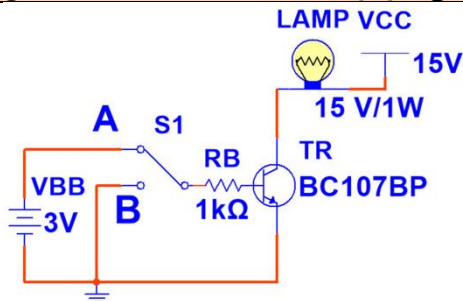 LAMP VCC
15V
15 V/1W
A
S1
RB
TR
VBB
B
1kΩ
BC107BP
3V